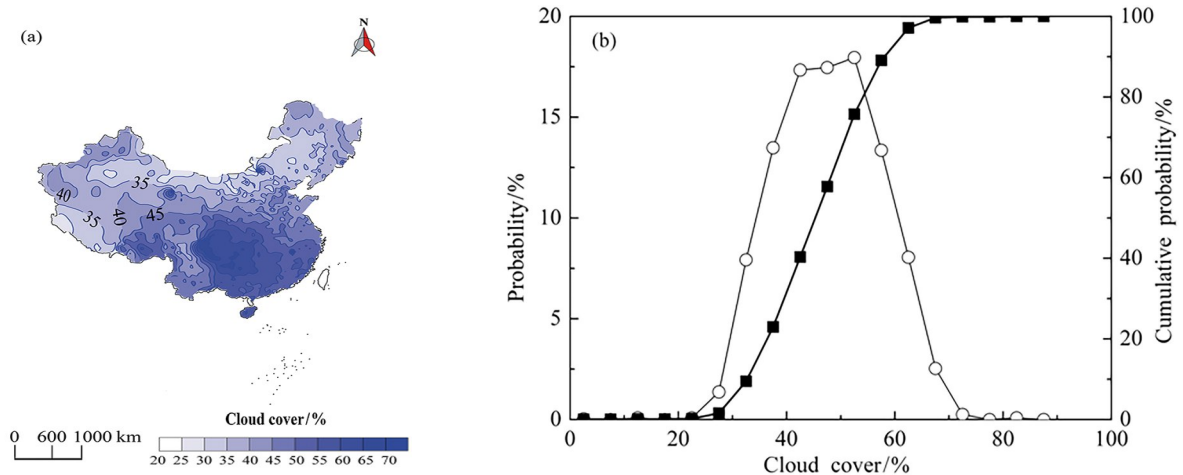 (a)
N
35
40
35
40
45
Cloud cover/%
0 600 1000 km
20 25 30 35 40 45 50 55 60 65 70
(b)
20
15
10
5
0
Probability/%
100
80
60
40
20
0
Cumulative probability/%
0 20 40 60 80 100
Cloud cover/%